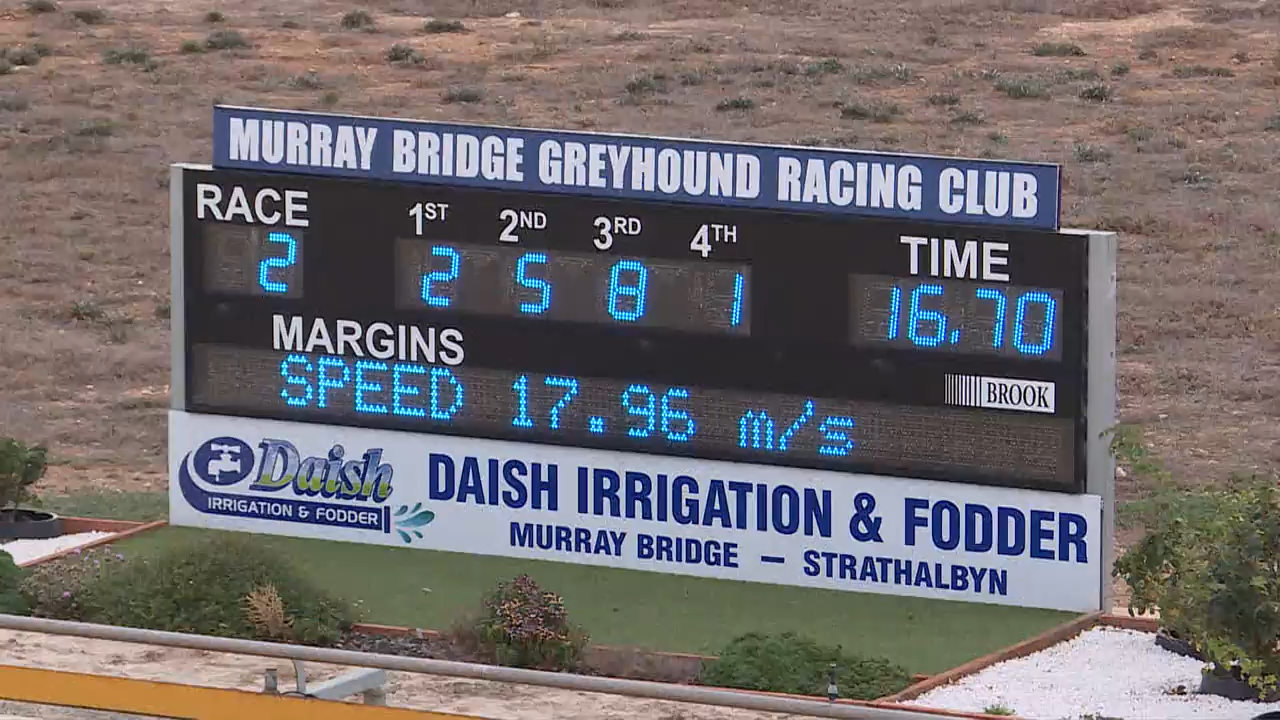 MURRAY BRIDGE GREYHOUND RACING CLUB
RACE 1ST 2ND 3RD 4TH TIME
2 2 5 8 1 16.70
MARGINS
SPEED 17.96 m/s
BROOK
Daish
IRRIGATION & FODDER
DAISH IRRIGATION & FODDER
MURRAY BRIDGE – STRATHALBYN